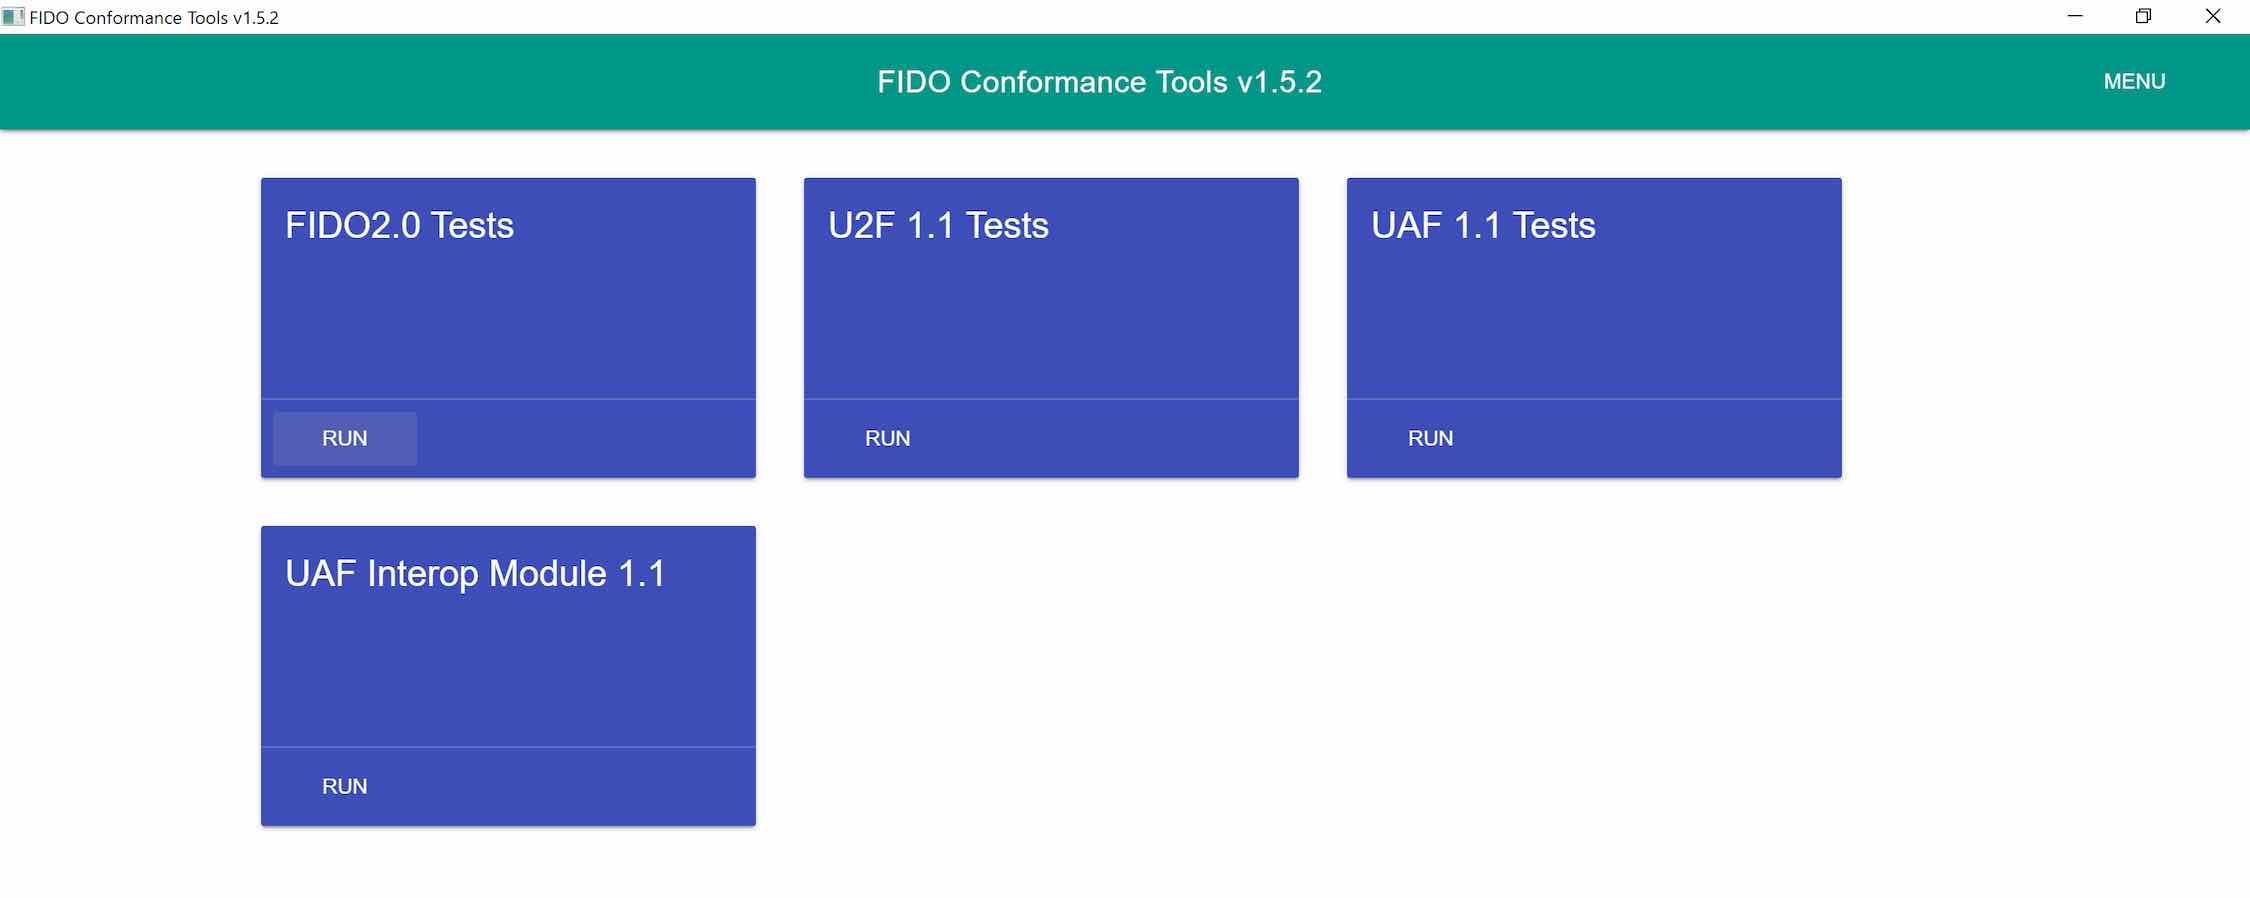 FIDO Conformance Tools v1.5.2
FIDO Conformance Tools v1.5.2
MENU
FIDO2.0 Tests
U2F 1.1 Tests
UAF 1.1 Tests
RUN
RUN
RUN
UAF Interop Module 1.1
RUN